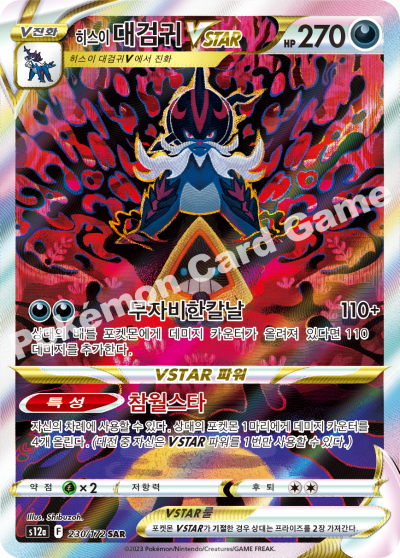 V진화
히스이 대검귀 VSTAR
HP 270
히스이 대검귀V에서 진화
Pokémon Card Game
무자비한칼날 110+
상대의 배틀 포켓몬에게 데미지 카운터가 올려져 있다면 110
데미지를 추가한다.
VSTAR 파워
특성 참월스타
자신의 차례에 사용할 수 있다. 상대의 포켓몬 1마리에게 데미지 카운터를
4개 올린다. (대전 중 자신은 VSTAR 파워를 1번만 사용할 수 있다.)
약점 ×2 저항력 후퇴
Illus. Shibuzoh.
s12a F 230/172 SAR
VSTAR룰
포켓몬 VSTAR가 기절한 경우 상대는 프라이즈를 2장 가져간다.
©2023 Pokémon/Nintendo/Creatures/GAME FREAK.